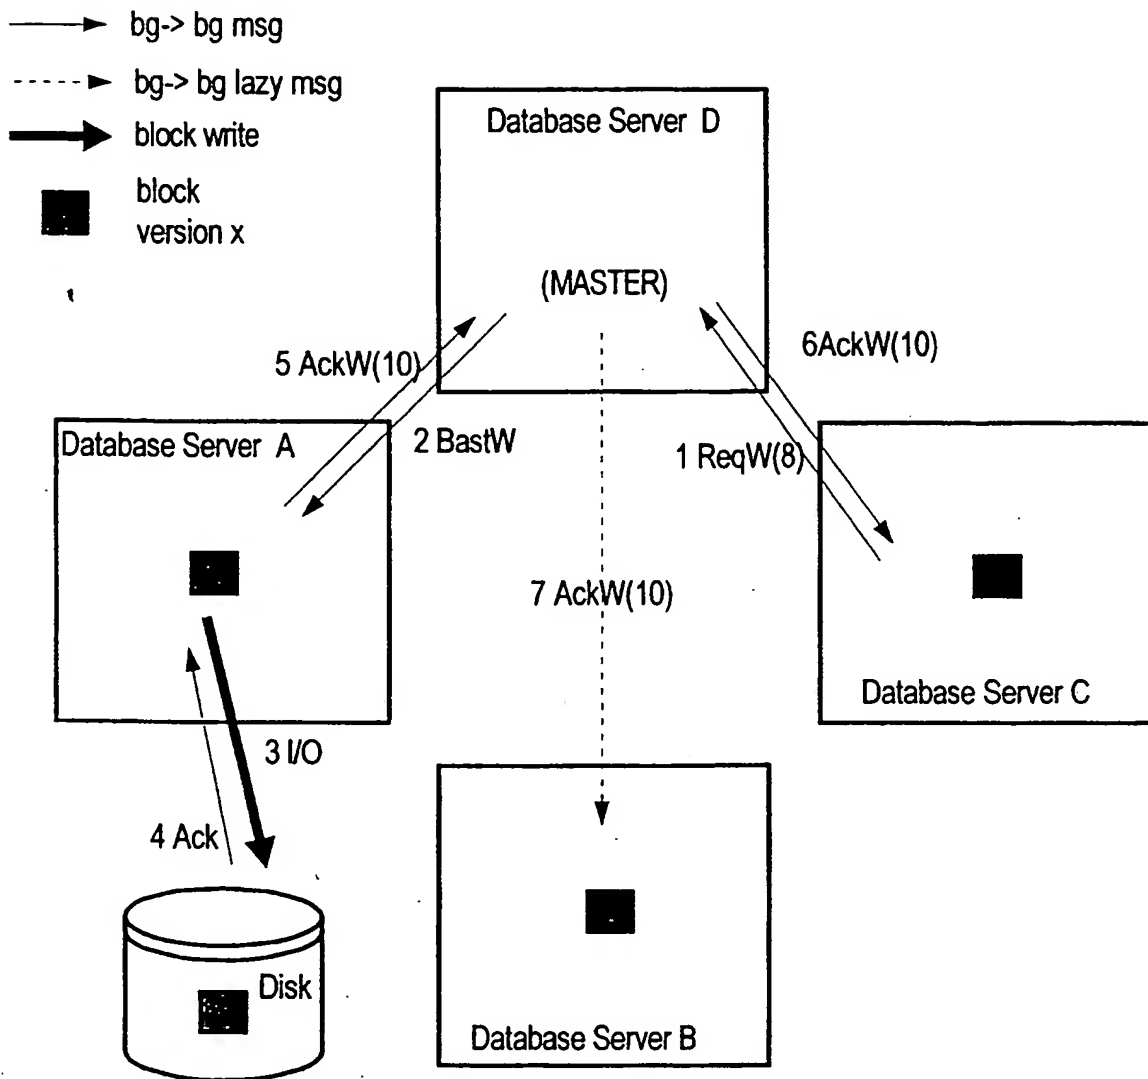 bg-> bg msg
bg-> bg lazy msg
block write
block
version x
Database Server D
(MASTER)
5 AckW(10)
6AckW(10)
Database Server A
2 BastW
1 ReqW(8)
7 AckW(10)
Database Server C
3 I/O
4 Ack
Disk
Database Server B